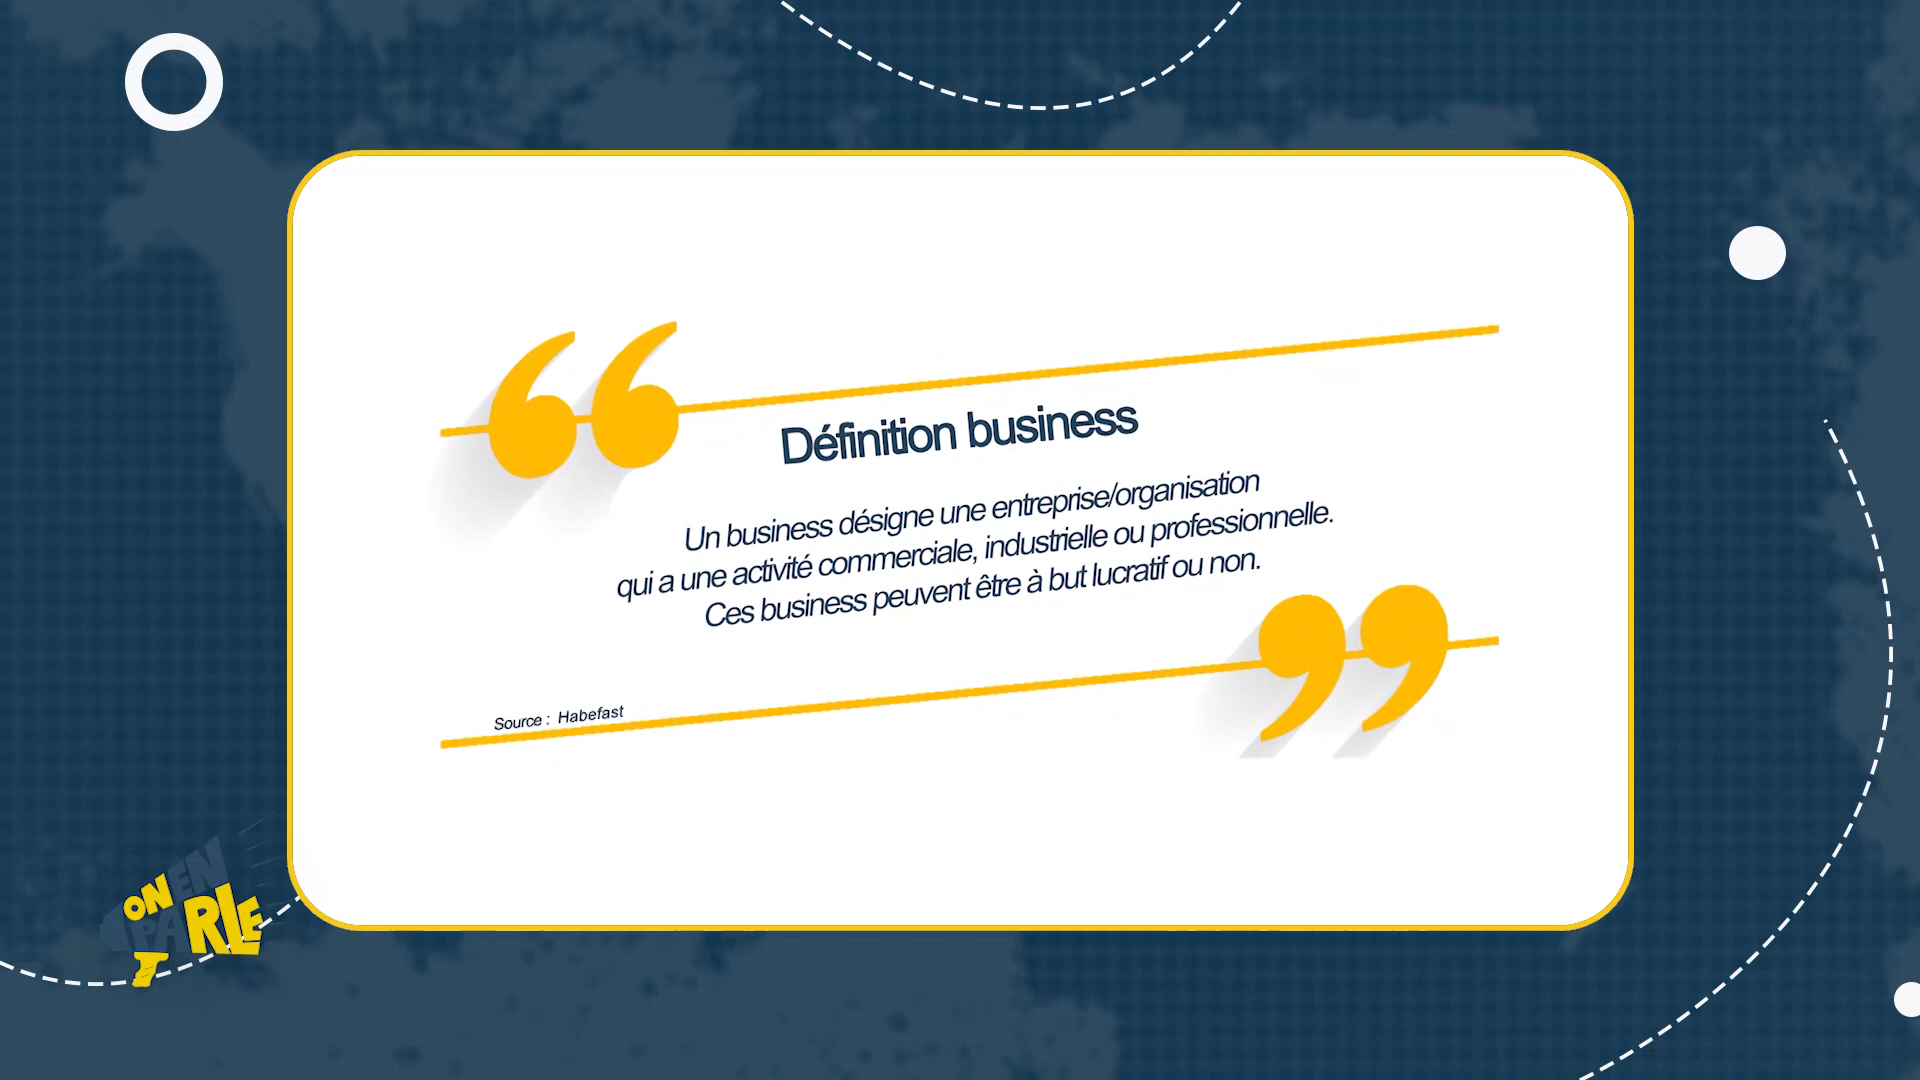 Définition business
Un business désigne une entreprise/organisation
qui a une activité commerciale, industrielle ou professionnelle.
Ces business peuvent être à but lucratif ou non.
Source : Habefast
ON EN
PARLE